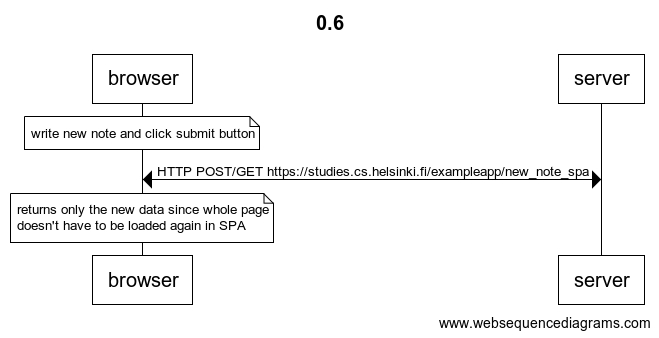 0.6
browser
server
write new note and click submit button
HTTP POST/GET https://studies.cs.helsinki.fi/exampleapp/new_note_spa
returns only the new data since whole page
doesn't have to be loaded again in SPA
browser
server
www.websequencediagrams.com